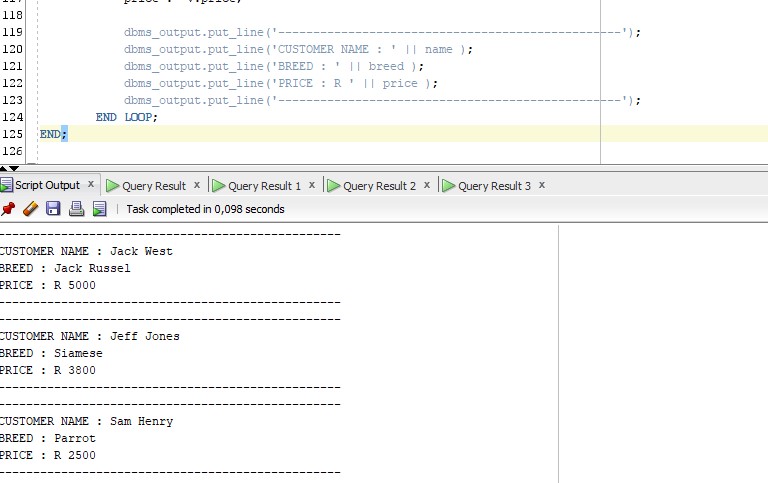 118
119 dbms_output.put_line('--------------------------------------------------');
120 dbms_output.put_line('CUSTOMER NAME : ' || name );
121 dbms_output.put_line('BREED : ' || breed );
122 dbms_output.put_line('PRICE : R ' || price );
123 dbms_output.put_line('--------------------------------------------------');
124 END LOOP;
125 END;
126
Script Output x Query Result x Query Result 1 x Query Result 2 x Query Result 3 x
Task completed in 0,098 seconds
--------------------------------------------------
CUSTOMER NAME : Jack West
BREED : Jack Russel
PRICE : R 5000
--------------------------------------------------
--------------------------------------------------
CUSTOMER NAME : Jeff Jones
BREED : Siamese
PRICE : R 3800
--------------------------------------------------
--------------------------------------------------
CUSTOMER NAME : Sam Henry
BREED : Parrot
PRICE : R 2500
--------------------------------------------------